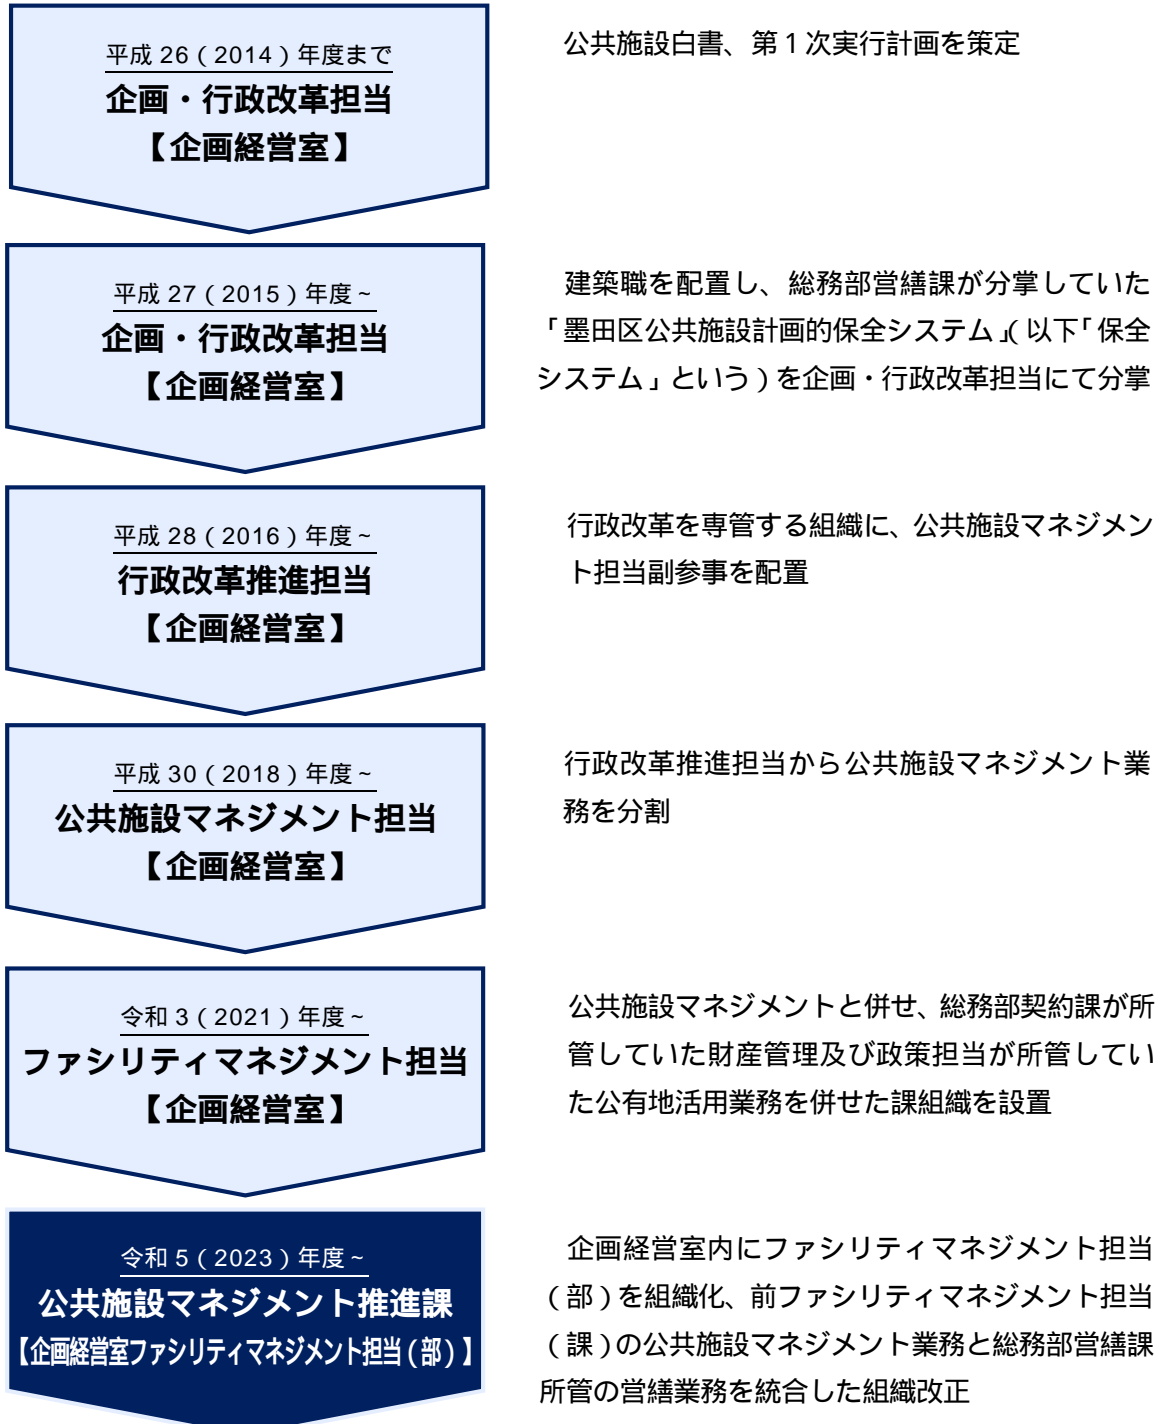 平成 26（2014）年度まで
企画・行政改革担当
【企画経営室】
公共施設白書、第１次実行計画を策定
平成 27（2015）年度~
企画・行政改革担当
【企画経営室】
建築職を配置し、総務部営繕課が分掌していた
「墨田区公共施設計画的保全システム」（以下「保全
システム」という）を企画・行政改革担当にて分掌
平成 28（2016）年度~
行政改革推進担当
【企画経営室】
行政改革を専管する組織に、公共施設マネジメン
ト担当副参事を配置
平成 30（2018）年度~
公共施設マネジメント担当
【企画経営室】
行政改革推進担当から公共施設マネジメント業
務を分割
令和 3（2021）年度~
ファシリティマネジメント担当
【企画経営室】
公共施設マネジメントと併せ、総務部契約課が所
管していた財産管理及び政策担当が所管してい
た公有地活用業務を併せた課組織を設置
令和 5（2023）年度~
公共施設マネジメント推進課
【企画経営室ファシリティマネジメント担当（部）】
企画経営室内にファシリティマネジメント担当
（部）を組織化、前ファシリティマネジメント担当
（課）の公共施設マネジメント業務と総務部営繕課
所管の営繕業務を統合した組織改正